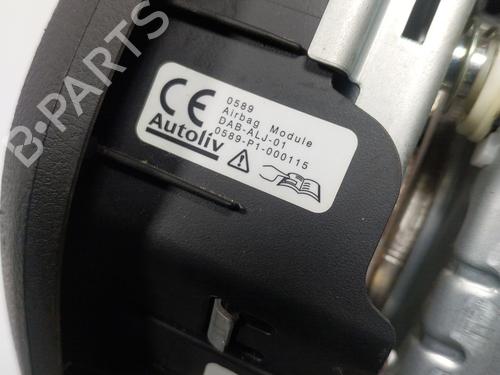 B-PARTS
CE
0589
Airbag Module
DAB-ALJ-01
0589-P1-000115
Autoliv